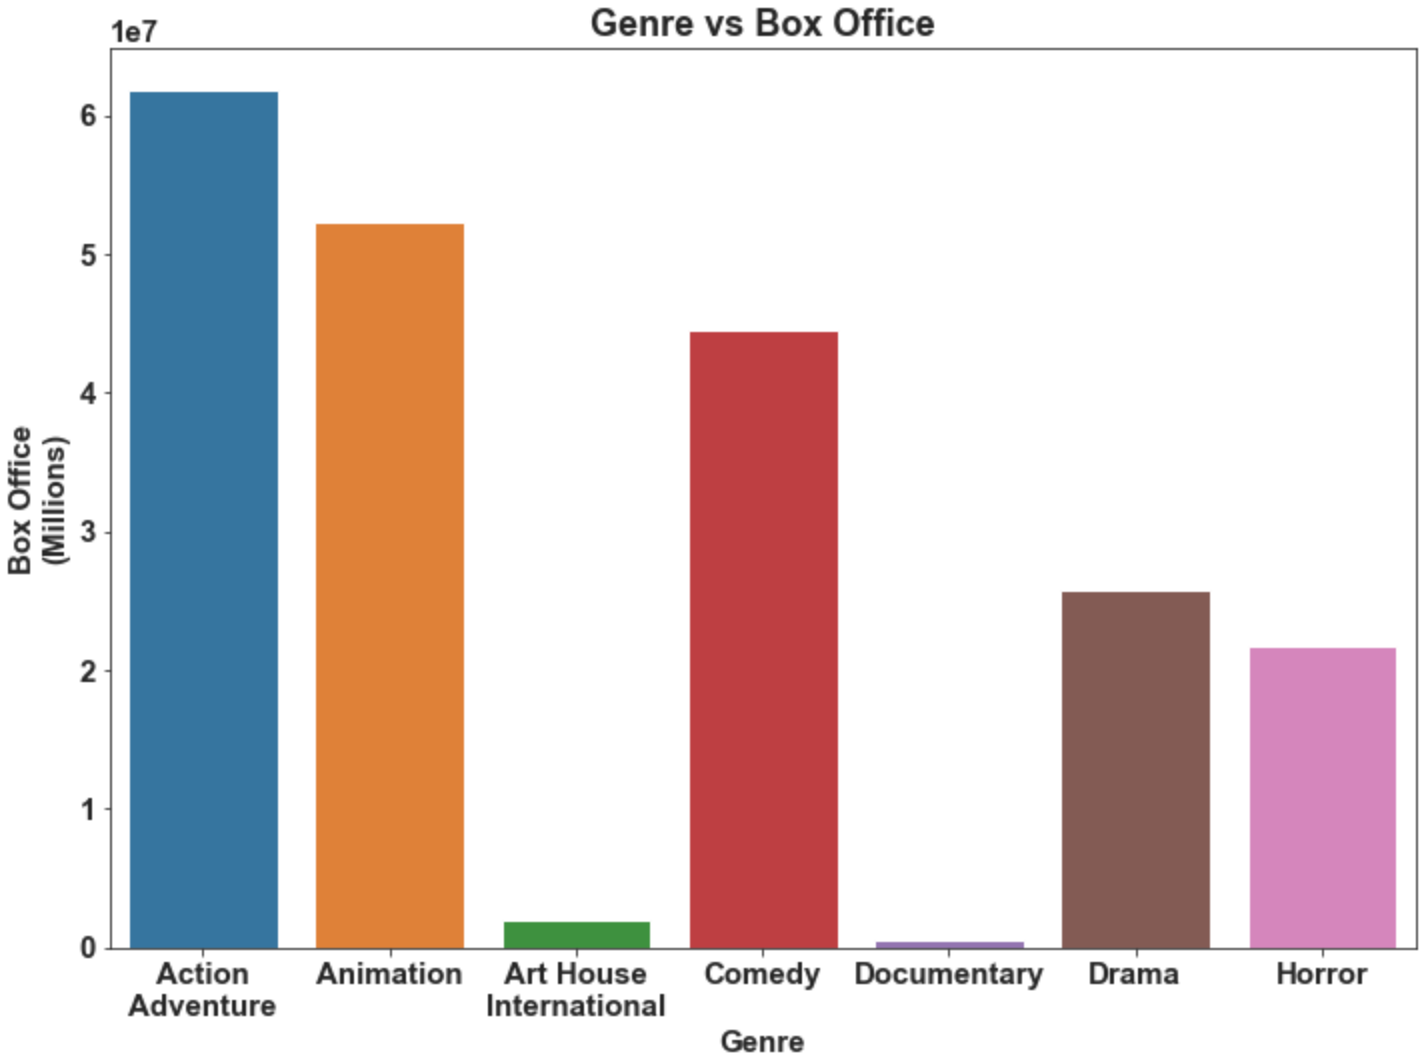 Genre vs Box Office
1e7
6
5
4
3
2
1
0
Box Office
(Millions)
Action
Adventure
Animation
Art House
International
Comedy
Documentary
Drama
Horror
Genre